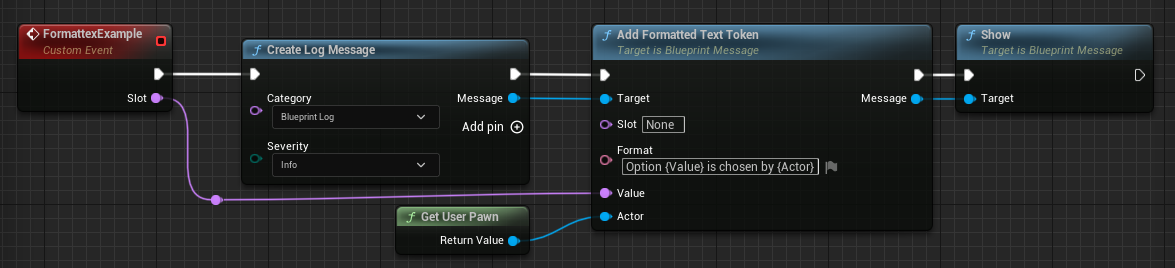 FormattexExample
Custom Event
Slot
f Create Log Message
Category
Blueprint Log
Message
Add pin
Severity
Info
f Get User Pawn
Return Value
f Add Formatted Text Token
Target is Blueprint Message
Target
Message
Slot None
Format
Option {Value} is chosen by {Actor}
Value
Actor
f Show
Target is Blueprint Message
Target